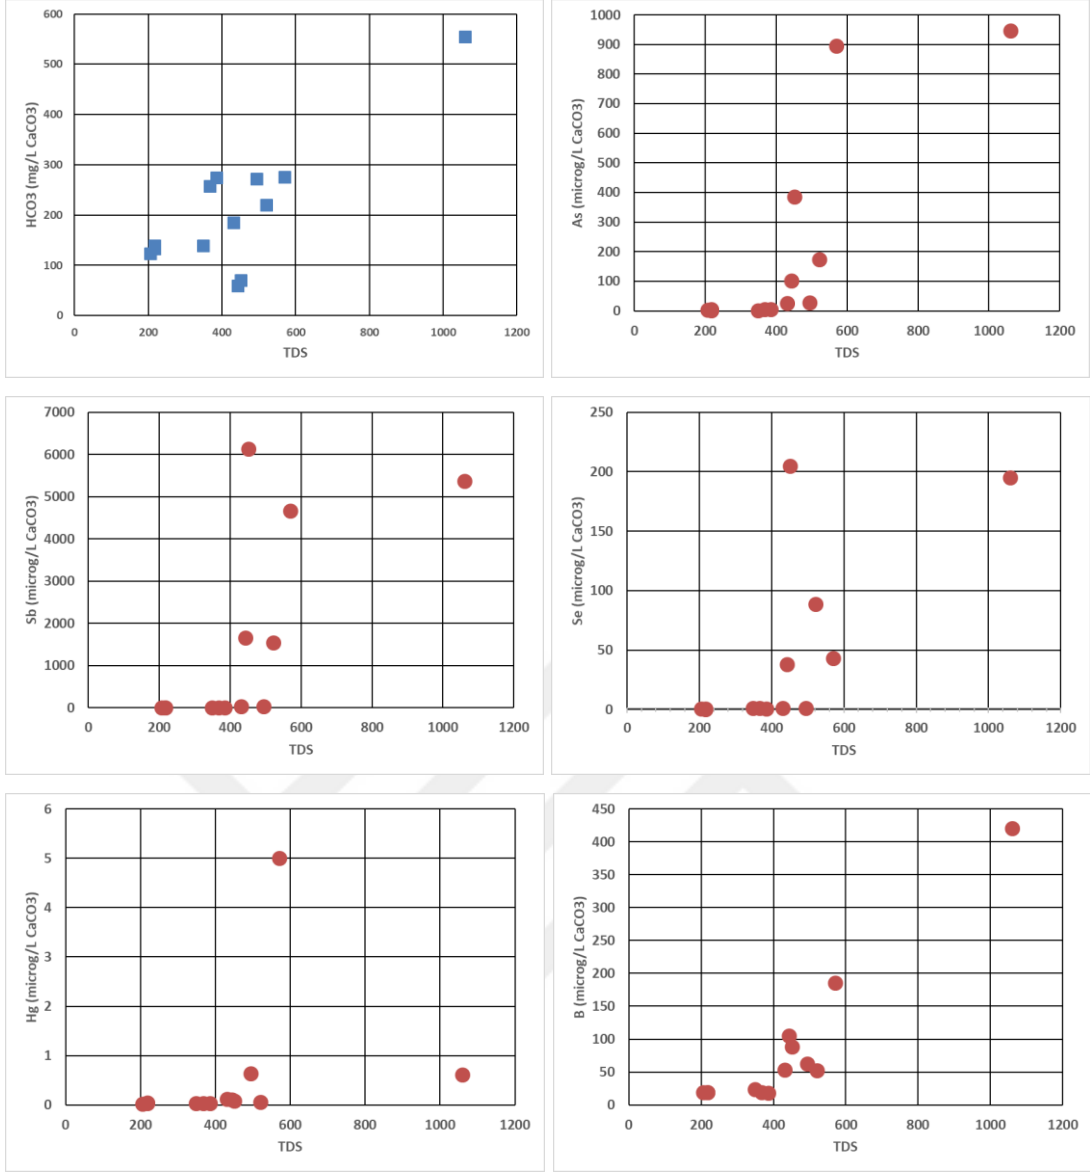 600
500
400
300
200
100
0
0 200 400 600 800 1000 1200
HCO3 (mg/L CaCO3)
TDS
1000
900
800
700
600
500
400
300
200
100
0
0 200 400 600 800 1000 1200
As (microg/L CaCO3)
TDS
7000
6000
5000
4000
3000
2000
1000
0
0 200 400 600 800 1000 1200
Sb (microg/L CaCO3)
TDS
250
200
150
100
50
0
0 200 400 600 800 1000 1200
Se (microg/L CaCO3)
TDS
6
5
4
3
2
1
0
0 200 400 600 800 1000 1200
Hg (microg/L CaCO3)
TDS
450
400
350
300
250
200
150
100
50
0
0 200 400 600 800 1000 1200
B (microg/L CaCO3)
TDS